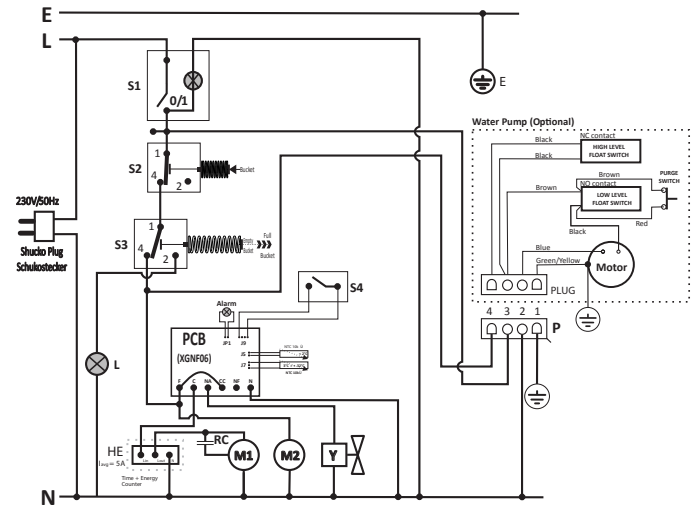 E
L
S1
0/1
E
Water Pump (Optional)
Black
NC contact
HIGH LEVEL
FLOAT SWITCH
Black
1
S2
4
2
Bucket
Brown
Brown
NO contact
LOW LEVEL
FLOAT SWITCH
PURGE
SWITCH
Black
Red
230V/50Hz
Shucko Plug
Schukostecker
1
S3
4
2
Full
Bucket
Blue
Green/Yellow
Motor
PLUG
S4
4 3 2 1
P
Alarm
JP1 J9
PCB
(XGNF06)
J5
J7
F C NA CC NF N
L
HE
Iavg = 5A
Time + Energy
Counter
RC
M1
M2
Y
N